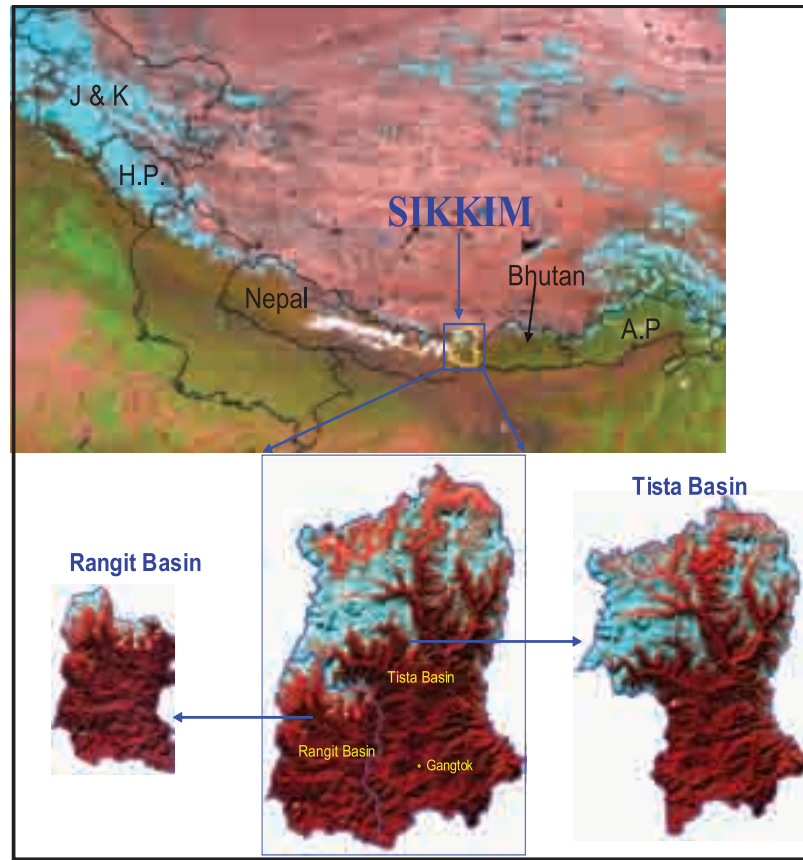 J & K
H.P.
SIKKIM
Nepal
Bhutan
A.P
Tista Basin
Rangit Basin
Tista Basin
Rangit Basin
• Gangtok